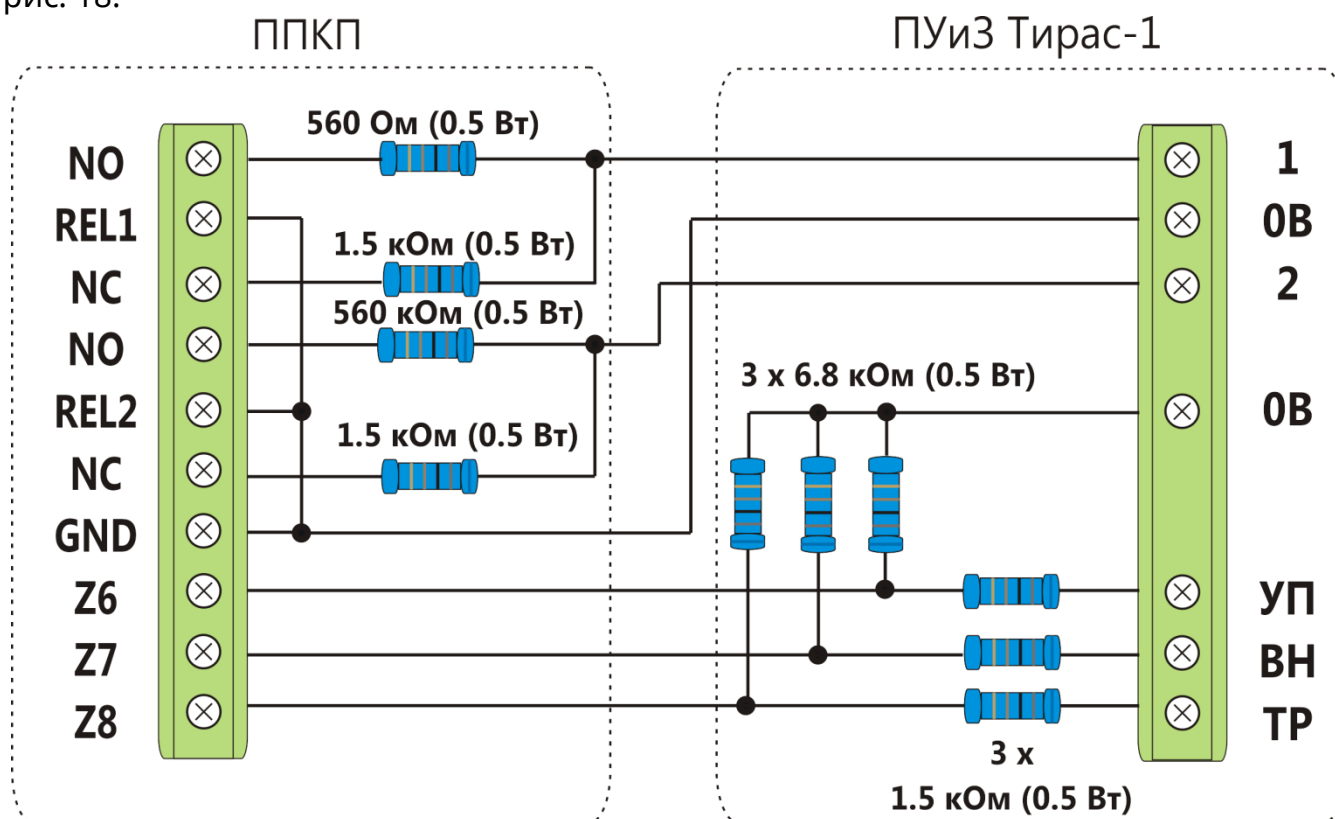 рис. 18.
ППКП
ПУиЗ Тирас-1
560 Ом (0.5 Вт)
NO
1
REL1
0В
1.5 кОм (0.5 Вт)
NC
2
560 кОм (0.5 Вт)
NO
3 x 6.8 кОм (0.5 Вт)
REL2
0В
1.5 кОм (0.5 Вт)
NC
GND
Z6
УП
Z7
ВН
Z8
ТР
3 x
1.5 кОм (0.5 Вт)